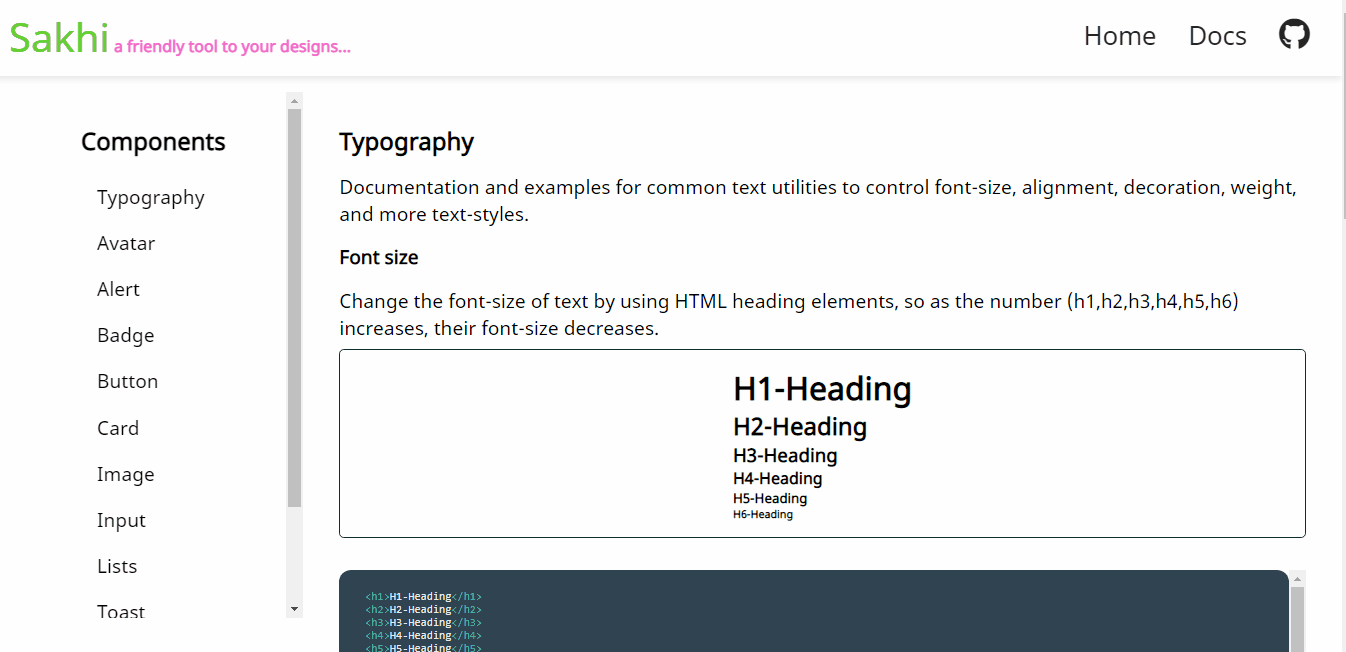 Sakhi a friendly tool to your designs...
Home Docs
Components
Typography
Avatar
Alert
Badge
Button
Card
Image
Input
Lists
Toast
Typography
Documentation and examples for common text utilities to control font-size, alignment, decoration, weight,
and more text-styles.
Font size
Change the font-size of text by using HTML heading elements, so as the number (h1,h2,h3,h4,h5,h6)
increases, their font-size decreases.
H1-Heading
H2-Heading
H3-Heading
H4-Heading
H5-Heading
H6-Heading
<h1>H1-Heading</h1>
<h2>H2-Heading</h2>
<h3>H3-Heading</h3>
<h4>H4-Heading</h4>
<h5>H5-Heading</h5>